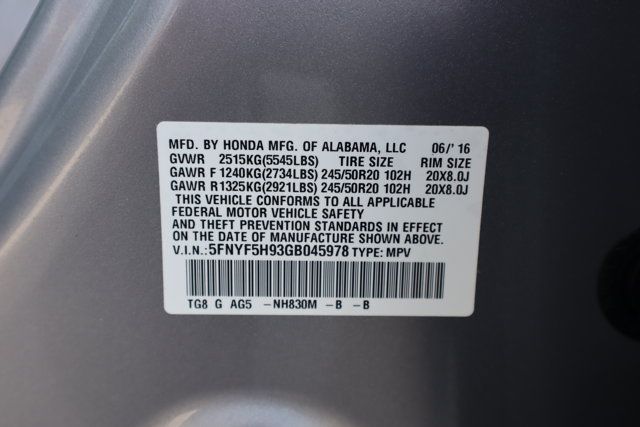 MFD. BY HONDA MFG. OF ALABAMA, LLC 06/'16
GVWR 2515KG(5545LBS) TIRE SIZE RIM SIZE
GAWR F 1240KG(2734LBS) 245/50R20 102H 20X8.0J
GAWR R 1325KG(2921LBS) 245/50R20 102H 20X8.0J
THIS VEHICLE CONFORMS TO ALL APPLICABLE
FEDERAL MOTOR VEHICLE SAFETY
AND THEFT PREVENTION STANDARDS IN EFFECT
ON THE DATE OF MANUFACTURE SHOWN ABOVE.
V.I.N.: 5FNYF5H93GB045978 TYPE: MPV
TG8 G AG5 -NH830M -B -B